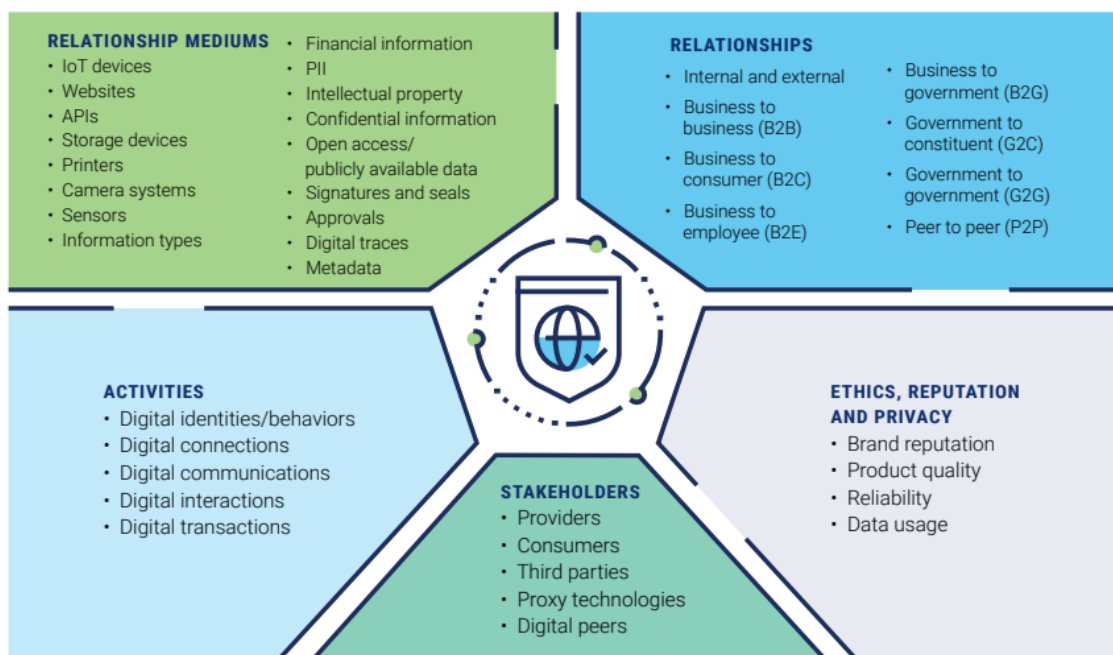 RELATIONSHIP MEDIUMS
• IoT devices
• Websites
• APIs
• Storage devices
• Printers
• Camera systems
• Sensors
• Information types
• Financial information
• PII
• Intellectual property
• Confidential information
• Open access/
publicly available data
• Signatures and seals
• Approvals
• Digital traces
• Metadata
RELATIONSHIPS
• Internal and external
• Business to
business (B2B)
• Business to
consumer (B2C)
• Business to
employee (B2E)
• Business to
government (B2G)
• Government to
constituent (G2C)
• Government to
government (G2G)
• Peer to peer (P2P)
ACTIVITIES
• Digital identities/behaviors
• Digital connections
• Digital communications
• Digital interactions
• Digital transactions
STAKEHOLDERS
• Providers
• Consumers
• Third parties
• Proxy technologies
• Digital peers
ETHICS, REPUTATION
AND PRIVACY
• Brand reputation
• Product quality
• Reliability
• Data usage